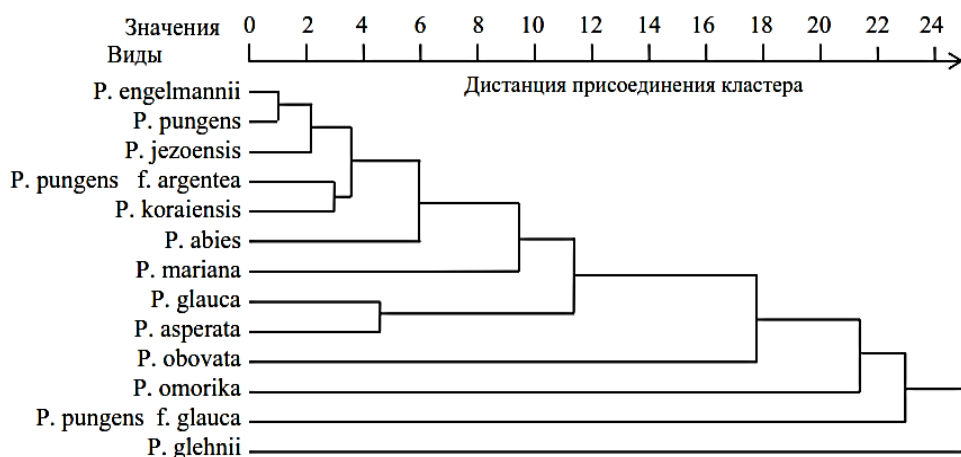 Значения 0 2 4 6 8 10 12 14 16 18 20 22 24
Виды
Дистанция присоединения кластера
P. engelmannii
P. pungens
P. jezoensis
P. pungens f. argentea
P. koraiensis
P. abies
P. mariana
P. glauca
P. asperata
P. obovata
P. omorika
P. pungens f. glauca
P. glehnii